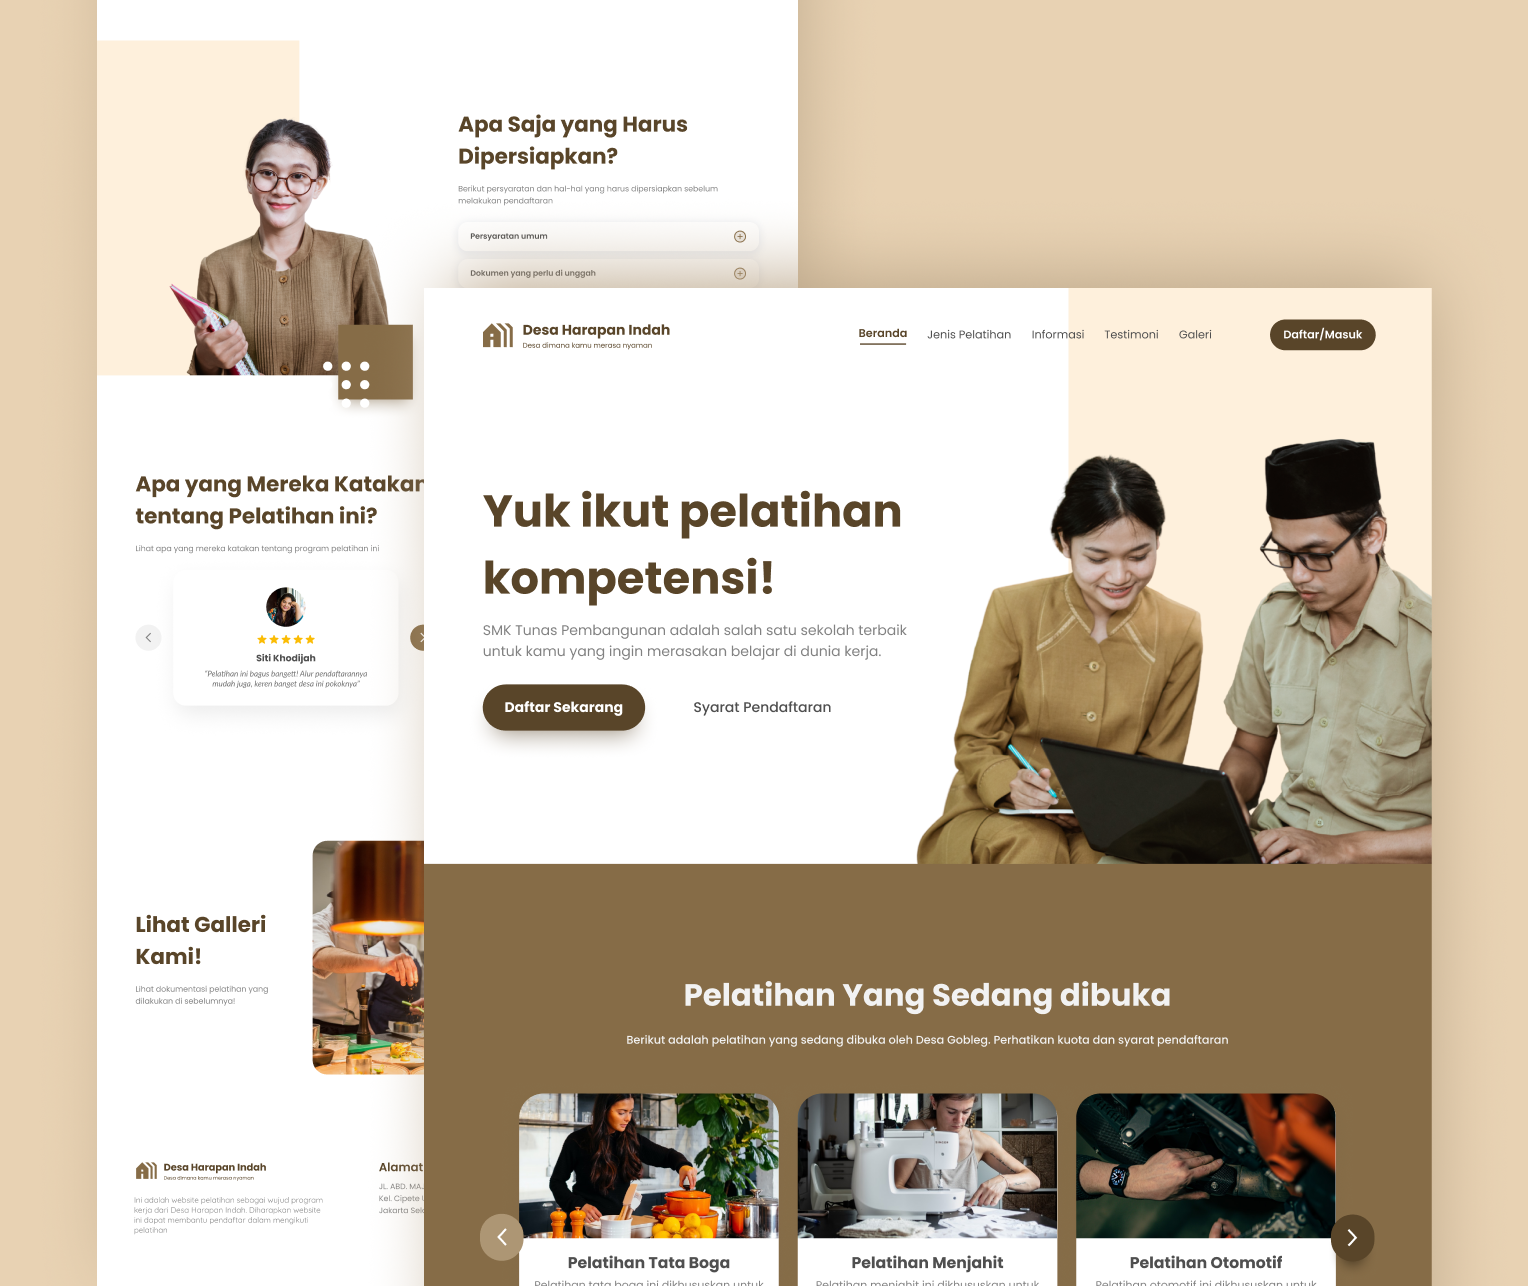 Apa Saja yang Harus
Dipersiapkan?
Berikut persyaratan dan hal-hal yang harus dipersiapkan sebelum
melakukan pendaftaran
Persyaratan umum
Dokumen yang perlu di unggah
Apa yang Mereka Katakan
tentang Pelatihan ini?
Lihat apa yang mereka katakan tentang program pelatihan ini
Siti Khodijah
"Pelatihan ini bagus bangett! Alur pendaftarannya
mudah juga, keren banget desa ini pokoknya"
Lihat Galleri
Kami!
Lihat dokumentasi pelatihan yang
dilakukan di sebelumnya!
Desa Harapan Indah
Desa dimana kamu merasa nyaman
Ini adalah website pelatihan sebagai wujud program
kerja dari Desa Harapan Indah. Diharapkan website
ini dapat membantu pendaftar dalam mengikuti
pelatihan
Alamat
JL. ABD. MAJ
Kel. Cipete
Jakarta Sel
Desa Harapan Indah
Desa dimana kamu merasa nyaman
Beranda
Jenis Pelatihan
Informasi
Testimoni
Galeri
Daftar/Masuk
Yuk ikut pelatihan
kompetensi!
SMK Tunas Pembangunan adalah salah satu sekolah terbaik
untuk kamu yang ingin merasakan belajar di dunia kerja.
Daftar Sekarang
Syarat Pendaftaran
Pelatihan Yang Sedang dibuka
Berikut adalah pelatihan yang sedang dibuka oleh Desa Gobleg. Perhatikan kuota dan syarat pendaftaran
Pelatihan Tata Boga
Pelatihan tata boga ini dikhususkan untuk
Pelatihan Menjahit
Pelatihan menjahit ini dikhususkan untuk
Pelatihan Otomotif
Pelatihan otomotif ini dikhususkan untuk